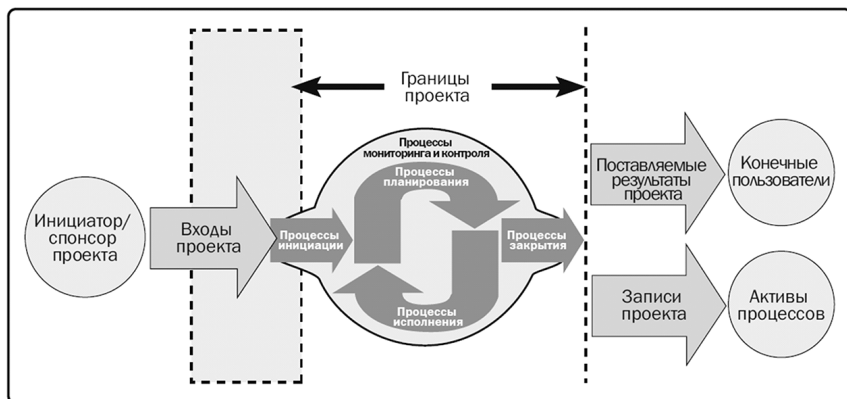 Границы
проекта
Процессы
мониторинга и контроля
Процессы
планирования
Инициатор/
спонсор
проекта
Входы
проекта
Процессы
инициации
Процессы
закрытия
Процессы
исполнения
Поставляемые
результаты
проекта
Конечные
пользователи
Записи
проекта
Активы
процессов